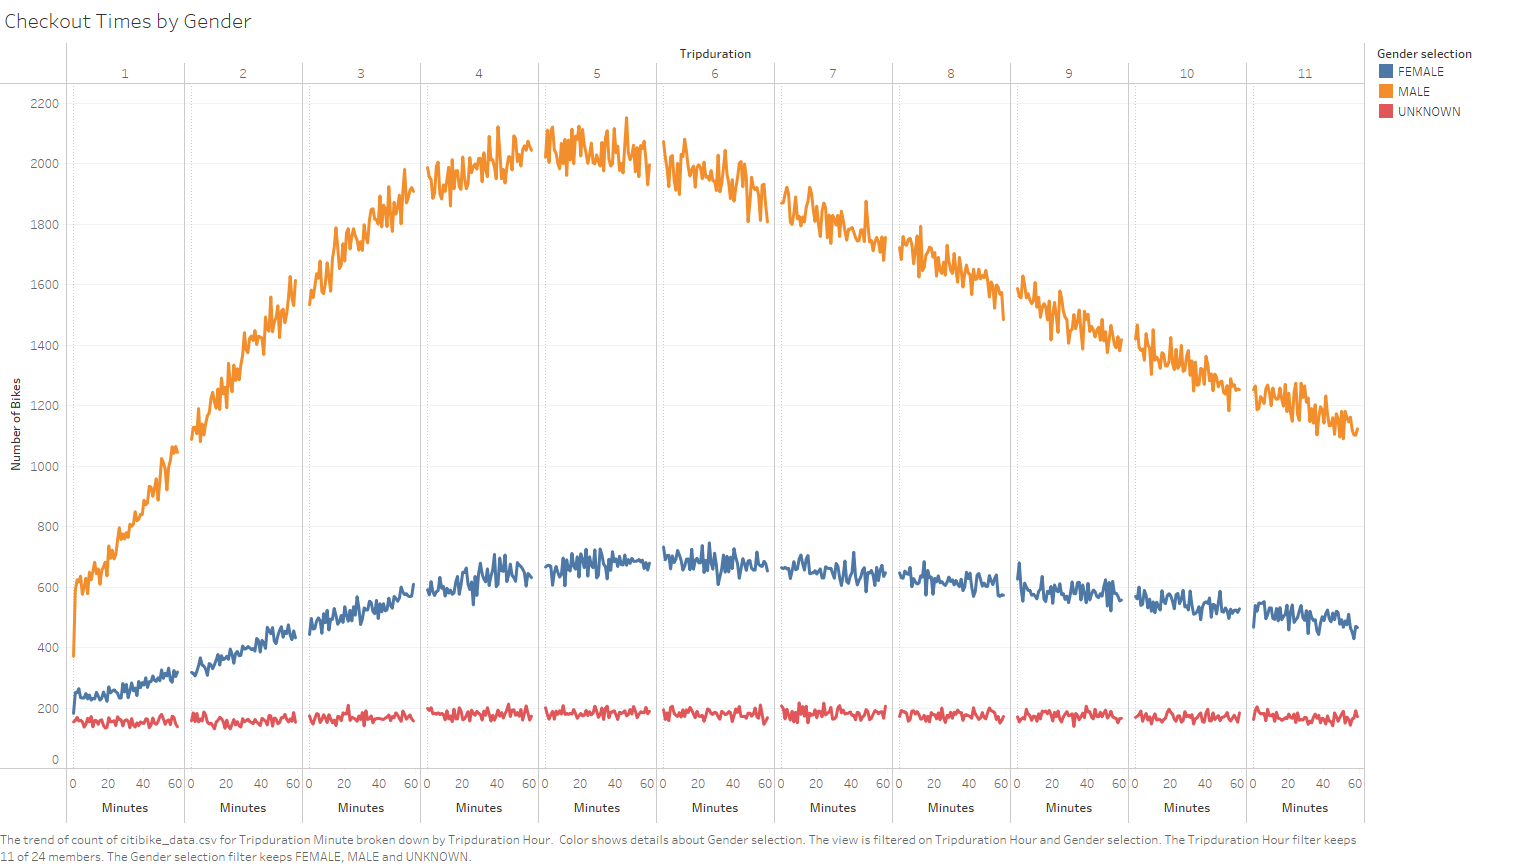 Checkout Times by Gender
Tripduration
Gender selection
1 2 3 4 5 6 7 8 9 10 11
FEMALE
MALE
UNKNOWN
2200
2000
1800
1600
1400
1200
1000
800
600
400
200
0
Number of Bikes
0 20 40 60 0 20 40 60 0 20 40 60 0 20 40 60 0 20 40 60 0 20 40 60 0 20 40 60 0 20 40 60 0 20 40 60 0 20 40 60 0 20 40 60
Minutes Minutes Minutes Minutes Minutes Minutes Minutes Minutes Minutes Minutes Minutes
The trend of count of citibike_data.csv for Tripduration Minute broken down by Tripduration Hour.  Color shows details about Gender selection. The view is filtered on Tripduration Hour and Gender selection. The Tripduration Hour filter keeps
11 of 24 members. The Gender selection filter keeps FEMALE, MALE and UNKNOWN.